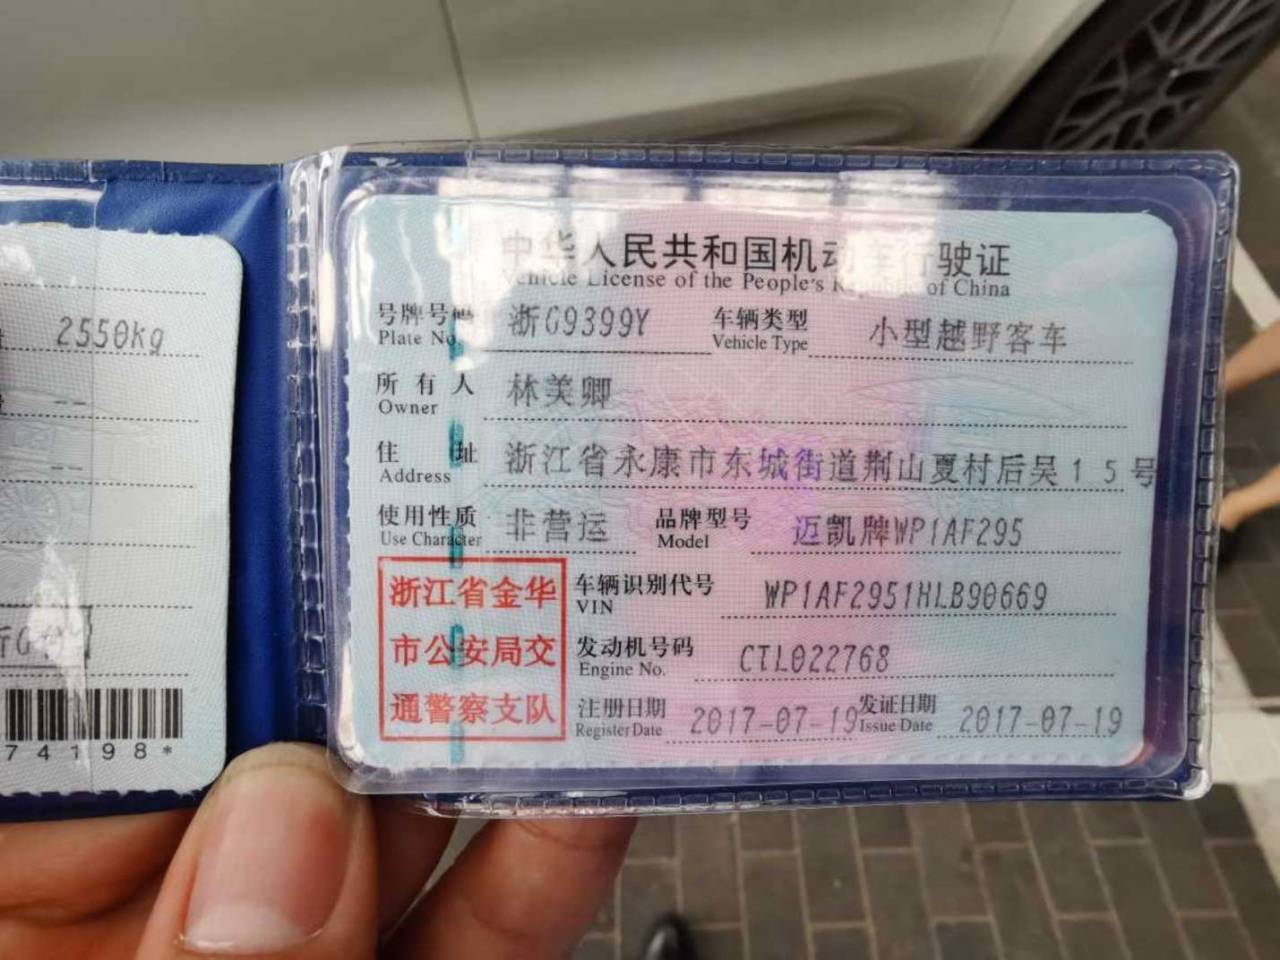 2550kg
--
--
74198*
中华人民共和国机动车行驶证
Vehicle License of the People's Republic of China
号牌号码 Plate No. 浙G9399Y 车辆类型 Vehicle Type 小型越野客车
所有人 Owner 林美卿
住址 Address 浙江省永康市东城街道荆山夏村后吴15号
使用性质 Use Character 非营运 品牌型号 Model 迈凯牌WP1AF295
浙江省金华
市公安局交
通警察支队
车辆识别代号 VIN WP1AF2951HLB90669
发动机号码 Engine No. CTL022768
注册日期 Register Date 2017-07-19 发证日期 Issue Date 2017-07-19